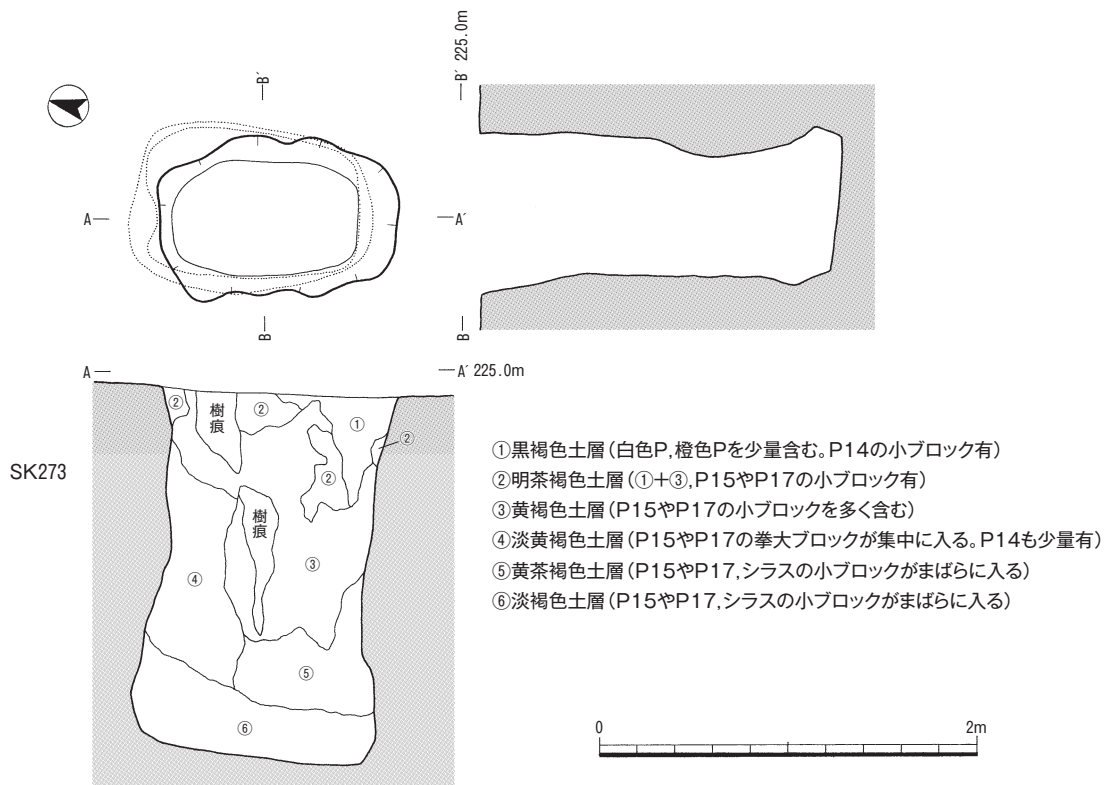 B′ 225.0m
B′
A
A′
B
B
A
A′ 225.0m
②
樹痕
②
①
②
②
樹痕
③
④
⑤
⑥
SK273
①黒褐色土層(白色P,橙色Pを少量含む。P14の小ブロック有)
②明茶褐色土層(①+③,P15やP17の小ブロック有)
③黄褐色土層(P15やP17の小ブロックを多く含む)
④淡黄褐色土層(P15やP17の拳大ブロックが集中に入る。P14も少量有)
⑤黄茶褐色土層(P15やP17,シラスの小ブロックがまばらに入る)
⑥淡褐色土層(P15やP17,シラスの小ブロックがまばらに入る)
0 2m